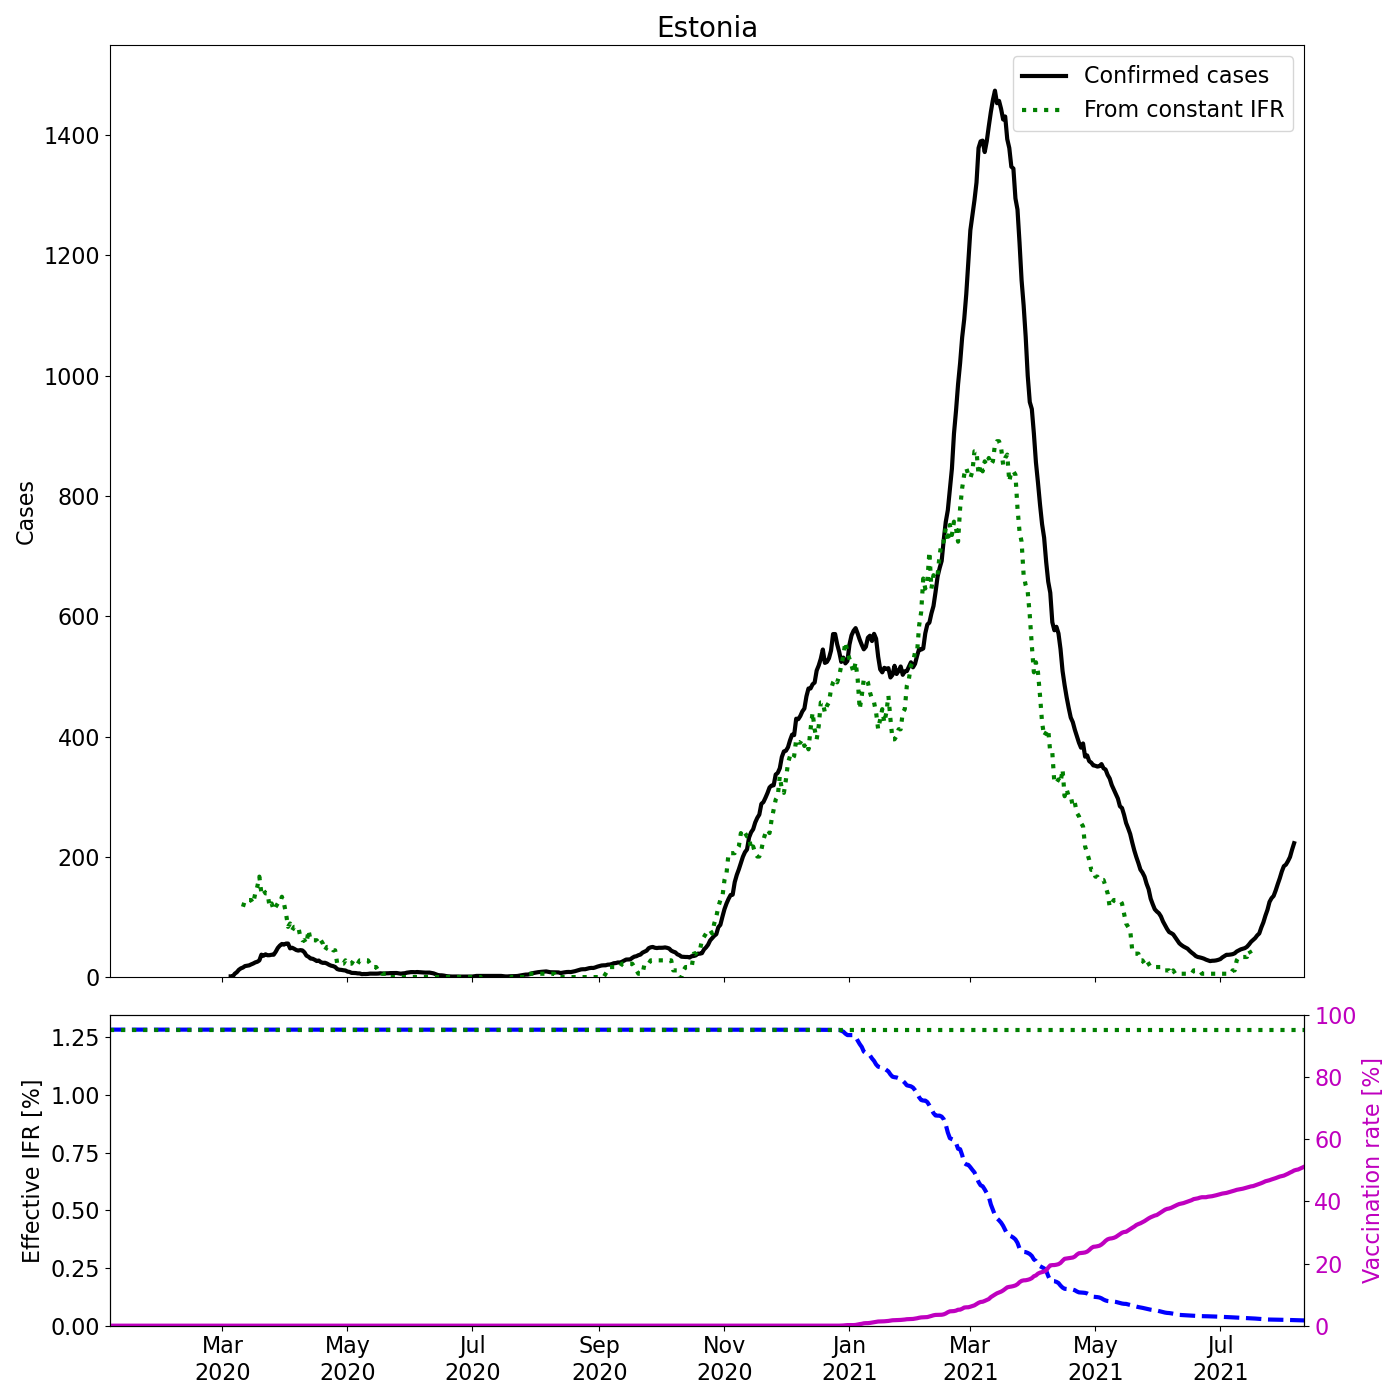 Estonia
Confirmed cases
From constant IFR
1400
1200
1000
800
600
400
200
0
Cases
1.25
1.00
0.75
0.50
0.25
0.00
Effective IFR [%]
100
80
60
40
20
0
Vaccination rate [%]
Mar
2020
May
2020
Jul
2020
Sep
2020
Nov
2020
Jan
2021
Mar
2021
May
2021
Jul
2021